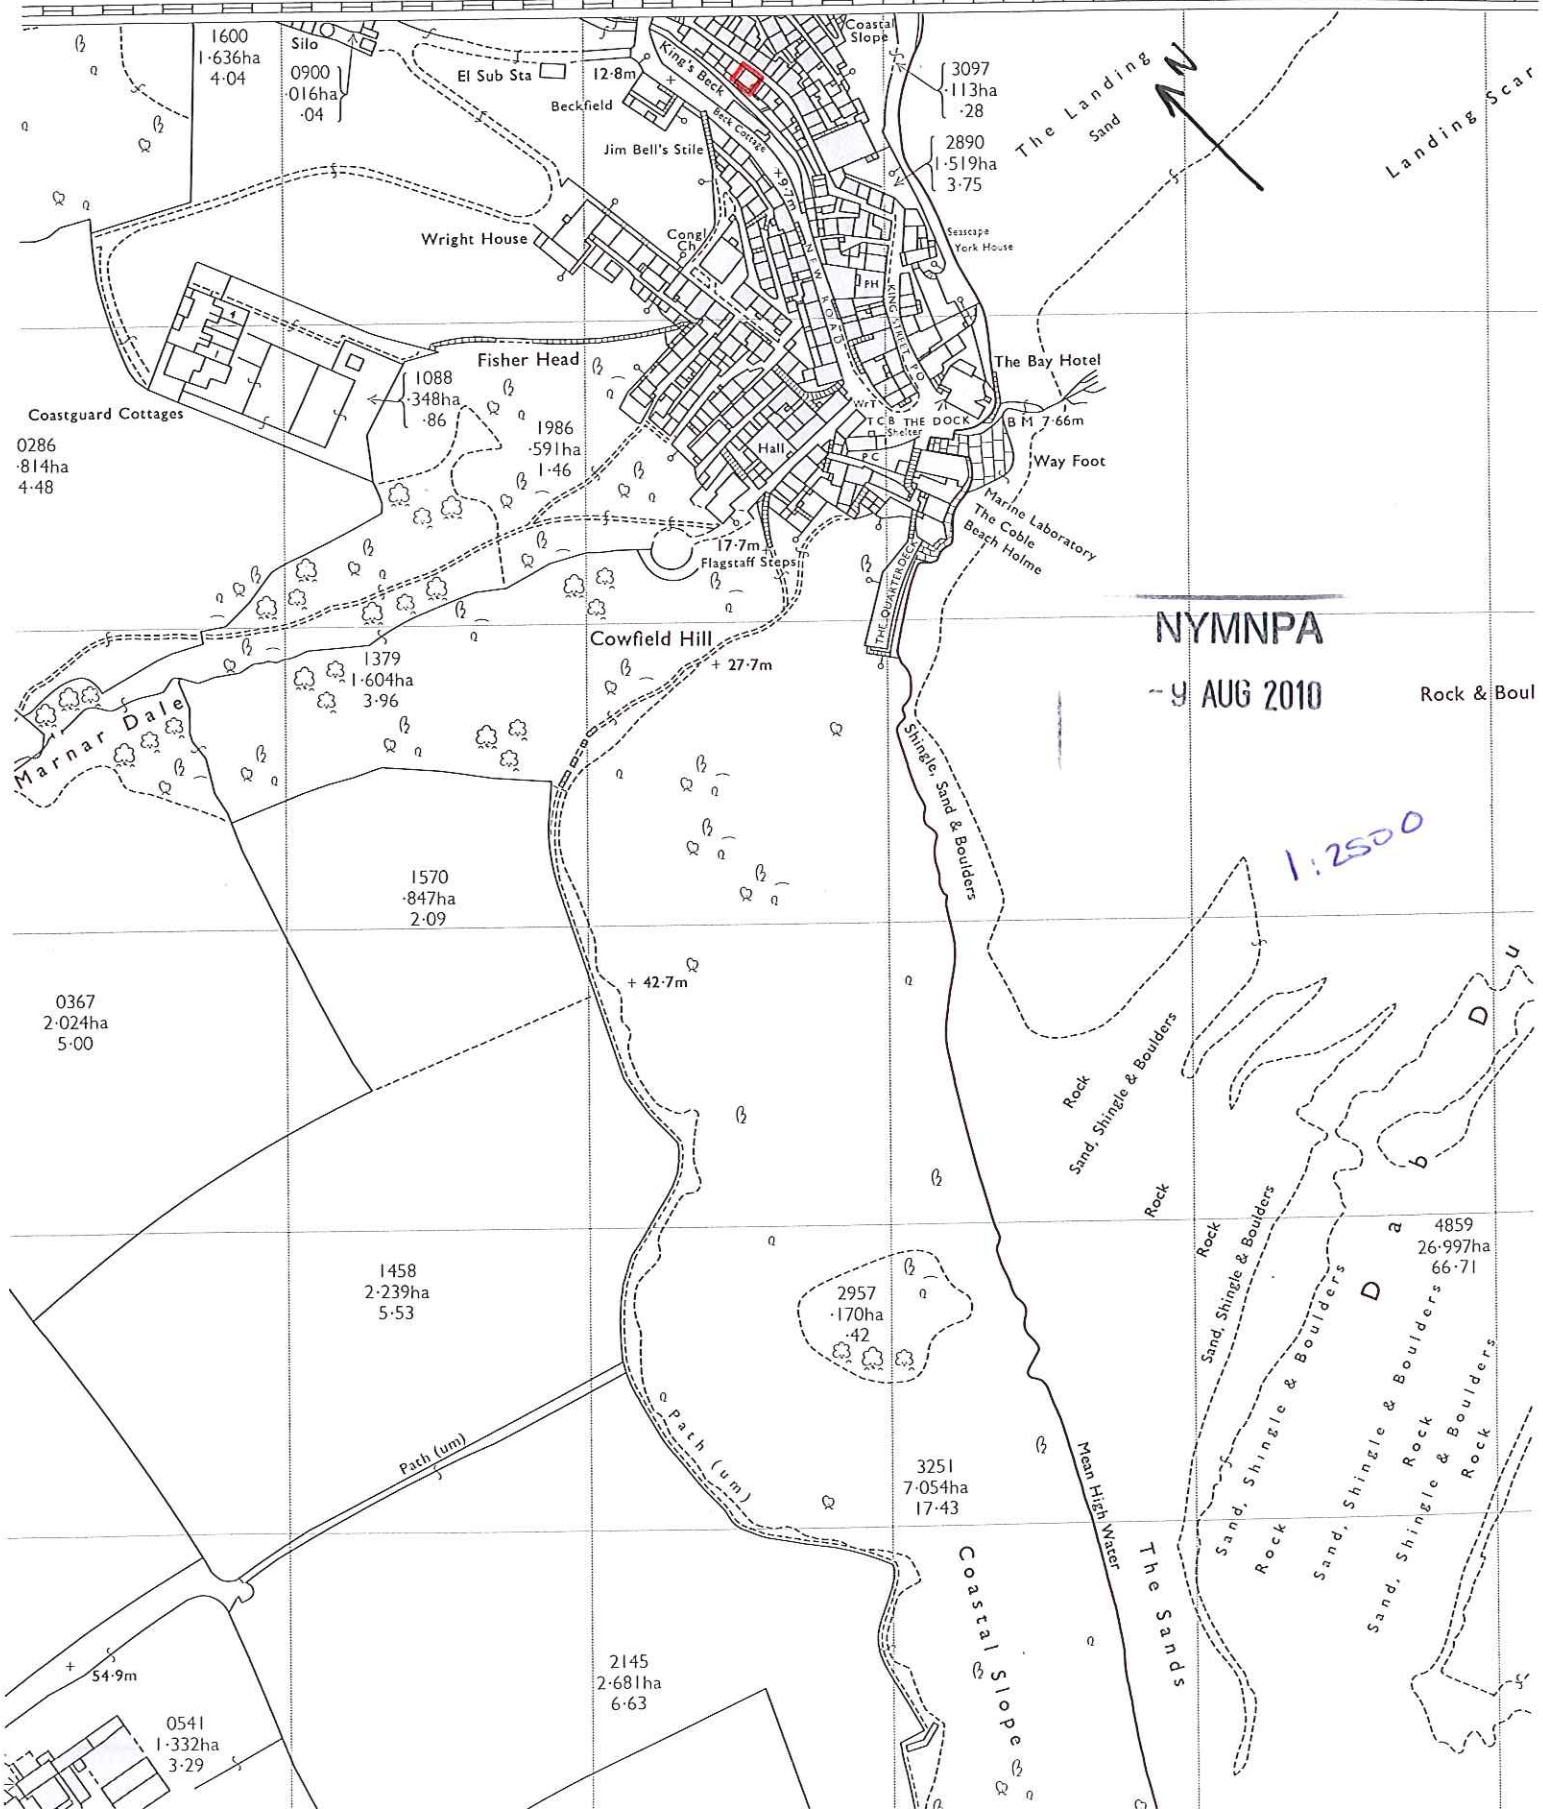 1600
1·636ha
4·04
Silo
0900
·016ha
·04
El Sub Sta
12·8m
Beckfield
King's Beck
Beck Cottage
Coastal
Slope
3097
·113ha
·28
2890
1·519ha
3·75
The Landing
Sand
N
Landing Scar
Jim Bell's Stile
+9·7m
Wright House
Congl
Ch
Seascape
York House
NEW ROAD
PH
KING STREET
PO
4
1
Fisher Head
The Bay Hotel
1088
·348ha
·86
Coastguard Cottages
0286
·814ha
4·48
1986
·591ha
1·46
WrT
TCB
THE DOCK
Shelter
BM 7·66m
Hall
PC
Way Foot
Marine Laboratory
The Coble
Beach Holme
17·7m+
Flagstaff Steps
THE QUARTERDECK
NYMNPA
-9 AUG 2010
Cowfield Hill
+ 27·7m
1379
1·604ha
3·96
Rock & Boul
Marnar Dale
Shingle, Sand & Boulders
1:2500
1570
·847ha
2·09
+ 42·7m
0367
2·024ha
5·00
D
u
b
a
D
Rock
Sand, Shingle & Boulders
Rock
Rock
Sand, Shingle & Boulders
4859
26·997ha
66·71
1458
2·239ha
5·53
2957
·170ha
·42
Sand, Shingle & Boulders
Rock
Sand, Shingle & Boulders
Rock
Sand, Shingle & Boulders
Rock
Path (um)
Path (um)
3251
7·054ha
17·43
Mean High Water
The Sands
Coastal Slope
+
54·9m
2145
2·681ha
6·63
0541
1·332ha
3·29